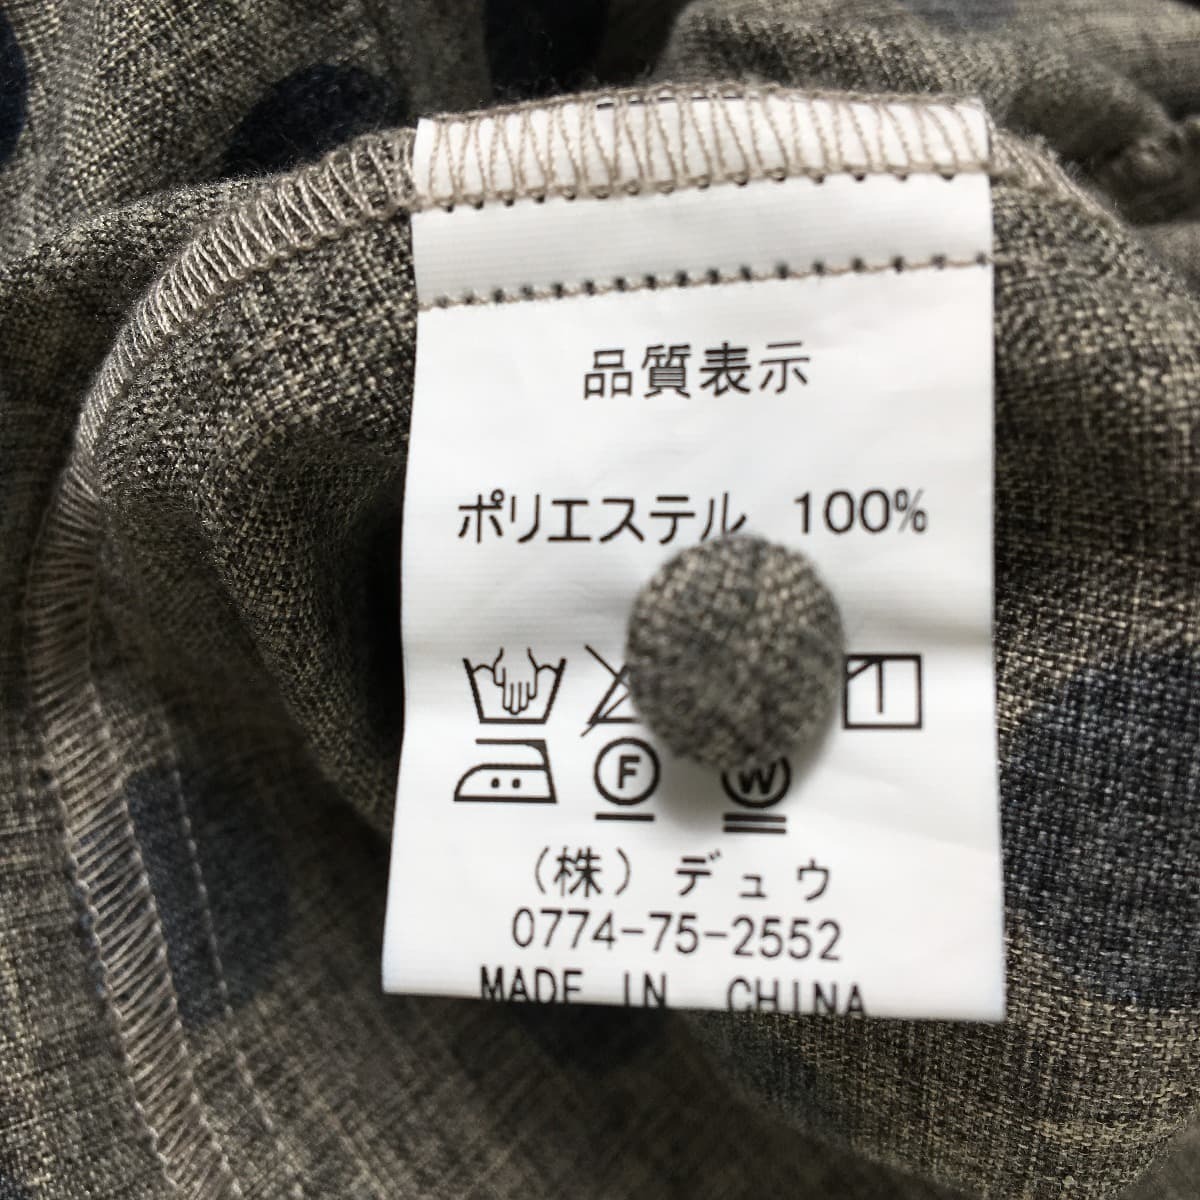 品質表示
ポリエステル 100%
F W
(株)デュウ
0774-75-2552
MADE IN CHINA